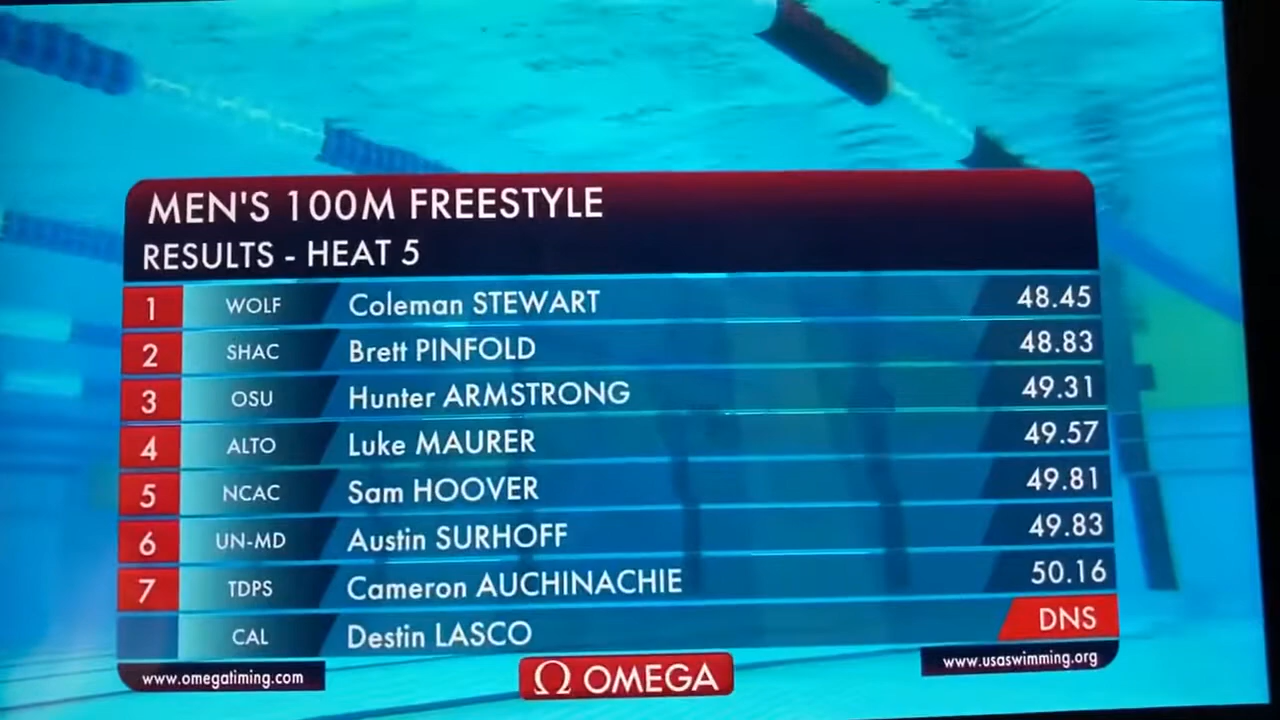 MEN'S 100M FREESTYLE
RESULTS - HEAT 5
1 WOLF Coleman STEWART 48.45
2 SHAC Brett PINFOLD 48.83
3 OSU Hunter ARMSTRONG 49.31
4 ALTO Luke MAURER 49.57
5 NCAC Sam HOOVER 49.81
6 UN-MD Austin SURHOFF 49.83
7 TDPS Cameron AUCHINACHIE 50.16
CAL Destin LASCO DNS
www.omegatiming.com Ω OMEGA www.usaswimming.org